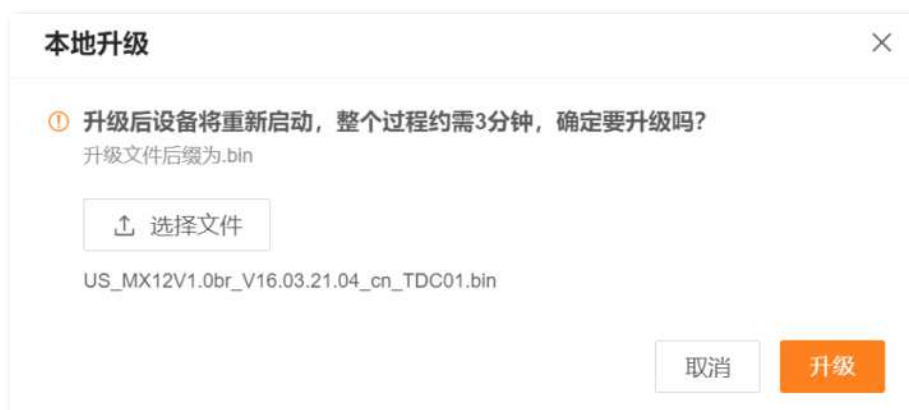 本地升级
升级后设备将重新启动，整个过程约需3分钟，确定要升级吗？
升级文件后缀为.bin
选择文件
US_MX12V1.0br_V16.03.21.04_cn_TDC01.bin
取消 升级